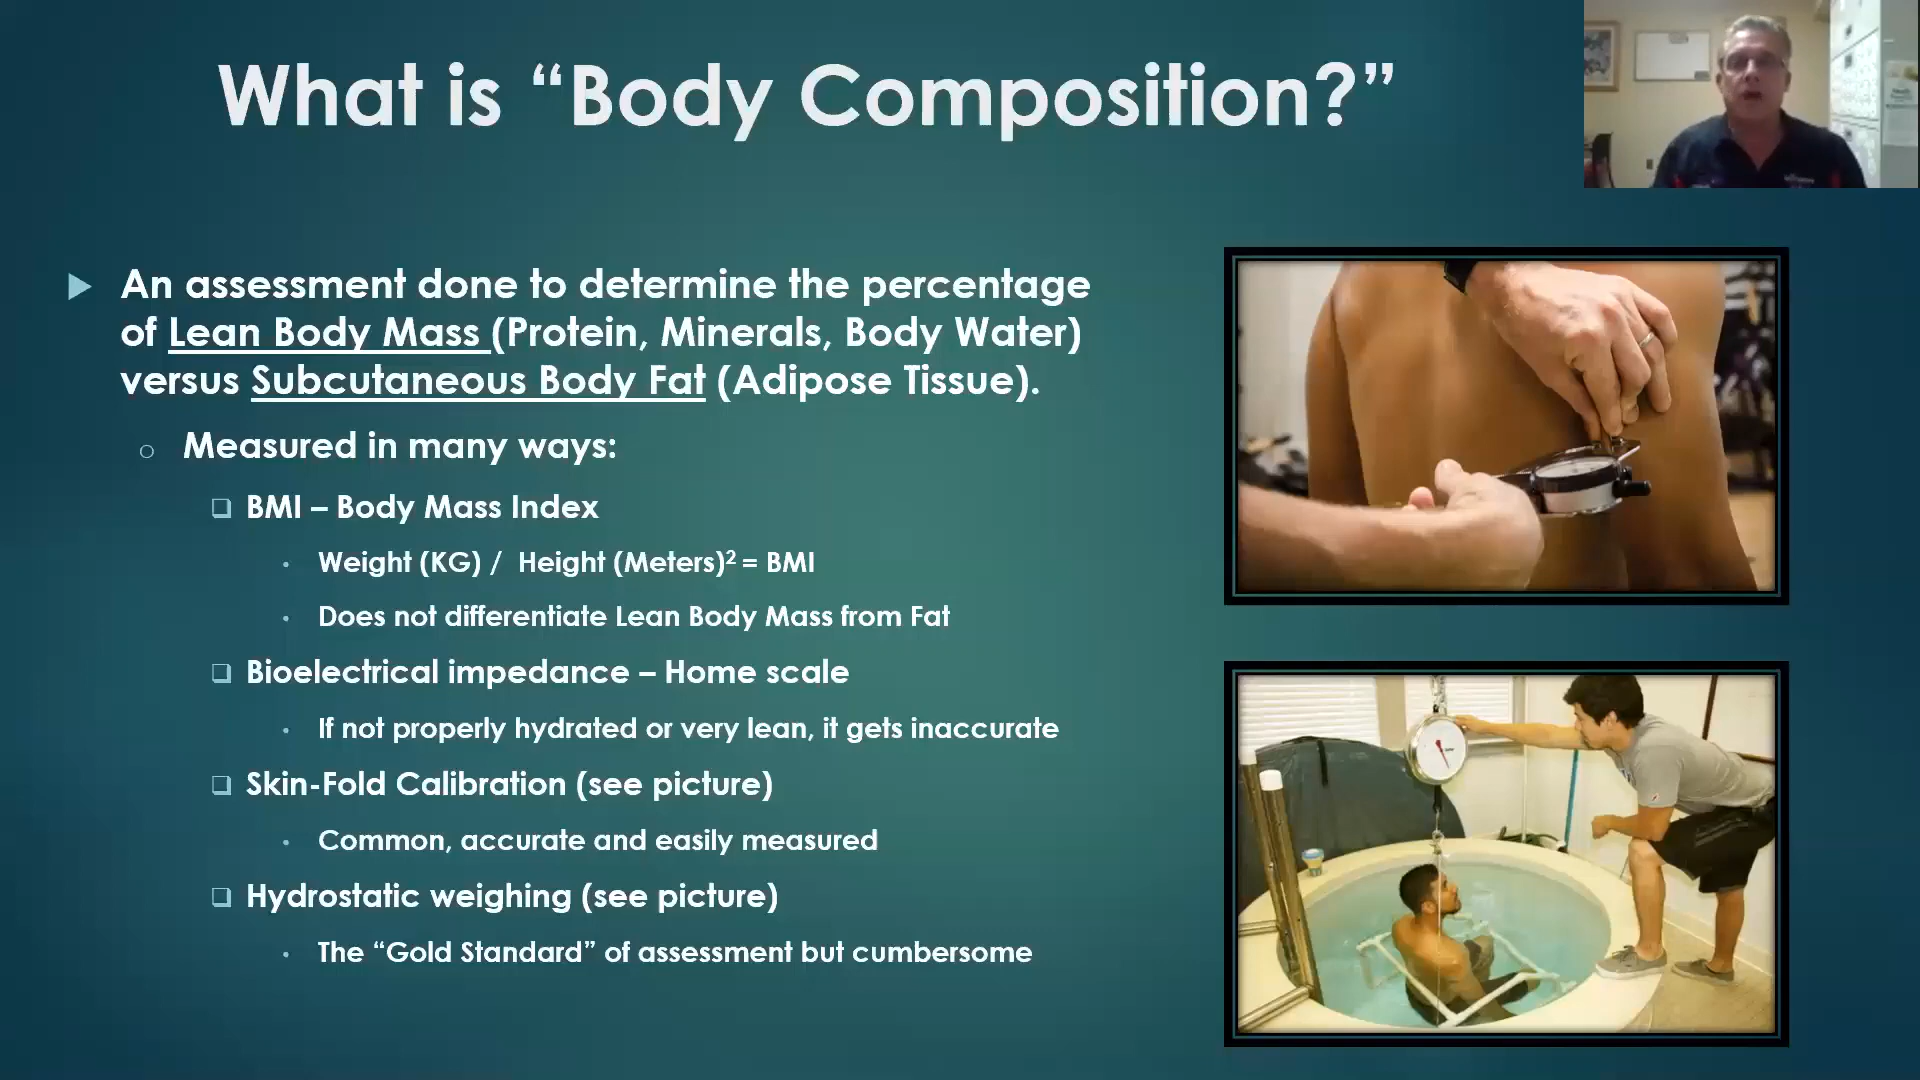 What is “Body Composition?”
An assessment done to determine the percentage
of Lean Body Mass (Protein, Minerals, Body Water)
versus Subcutaneous Body Fat (Adipose Tissue).
Measured in many ways:
BMI – Body Mass Index
Weight (KG) / Height (Meters)² = BMI
Does not differentiate Lean Body Mass from Fat
Bioelectrical impedance – Home scale
If not properly hydrated or very lean, it gets inaccurate
Skin-Fold Calibration (see picture)
Common, accurate and easily measured
Hydrostatic weighing (see picture)
The “Gold Standard” of assessment but cumbersome